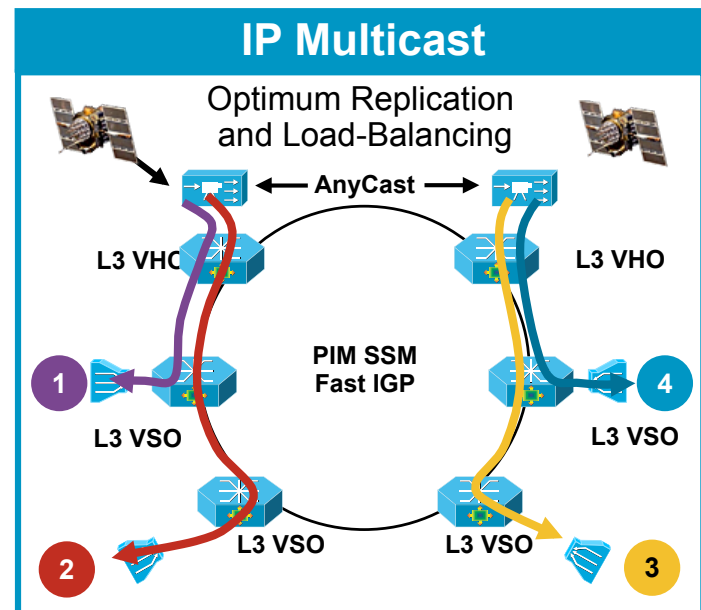 IP Multicast
Optimum Replication
and Load-Balancing
AnyCast
L3 VHO
L3 VHO
PIM SSM
Fast IGP
1
4
L3 VSO
L3 VSO
L3 VSO
L3 VSO
2
3